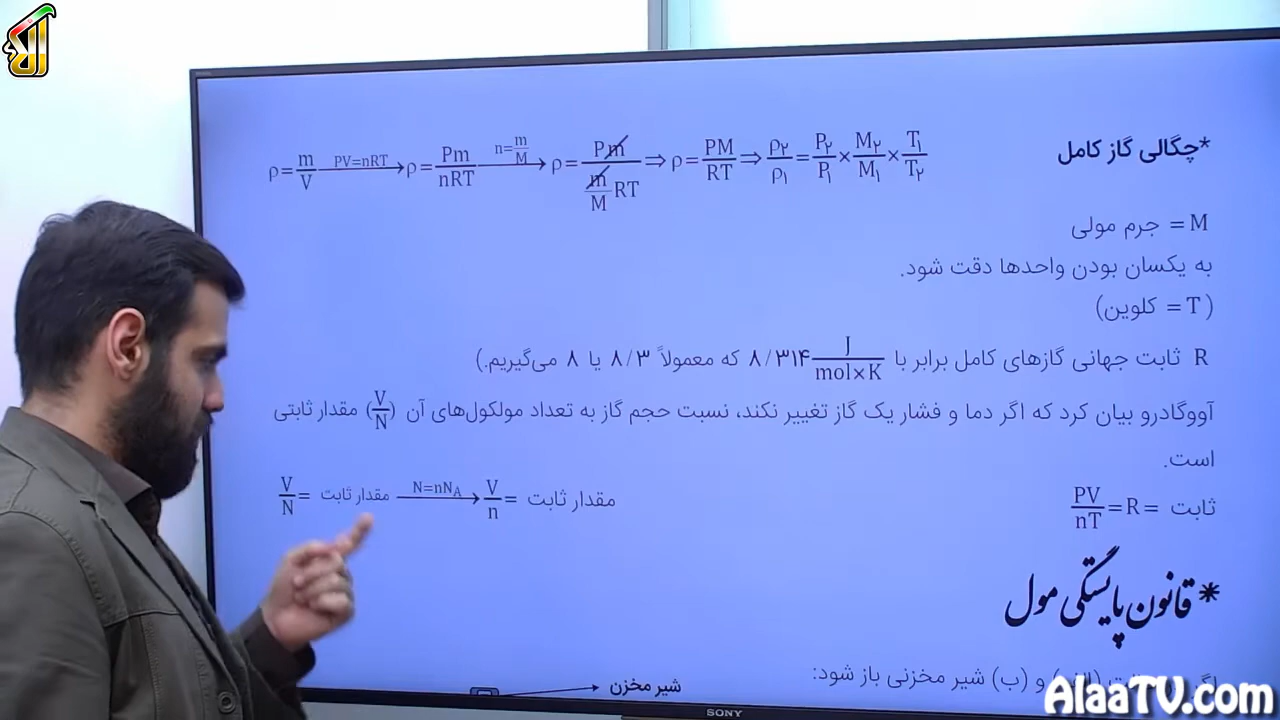 آلاء
*چگالی گاز کامل
ρ = m/V —PV=nRT→ ρ = Pm/nRT —n=m/M→ ρ = Pm/(m/M RT) ⇒ ρ = PM/RT ⇒ ρ۲/ρ۱ = P۲/P۱ × M۲/M۱ × T۱/T۲
M = جرم مولی
به یکسان بودن واحدها دقت شود.
(T = کلوین)
R ثابت جهانی گازهای کامل برابر با ۸/۳۱۴ J/mol×K که معمولاً ۸/۳ یا ۸ می‌گیریم.)
آووگادرو بیان کرد که اگر دما و فشار یک گاز تغییر نکند، نسبت حجم گاز به تعداد مولکول‌های آن (V/N) مقدار ثابتی
است.
V/N = مقدار ثابت —N=nN_A→ V/n = مقدار ثابت
PV/nT = R = ثابت
* قانون پایستگی مول
و (ب) شیر مخزنی باز شود:
شیر مخزن
SONY
AlaaTV.com